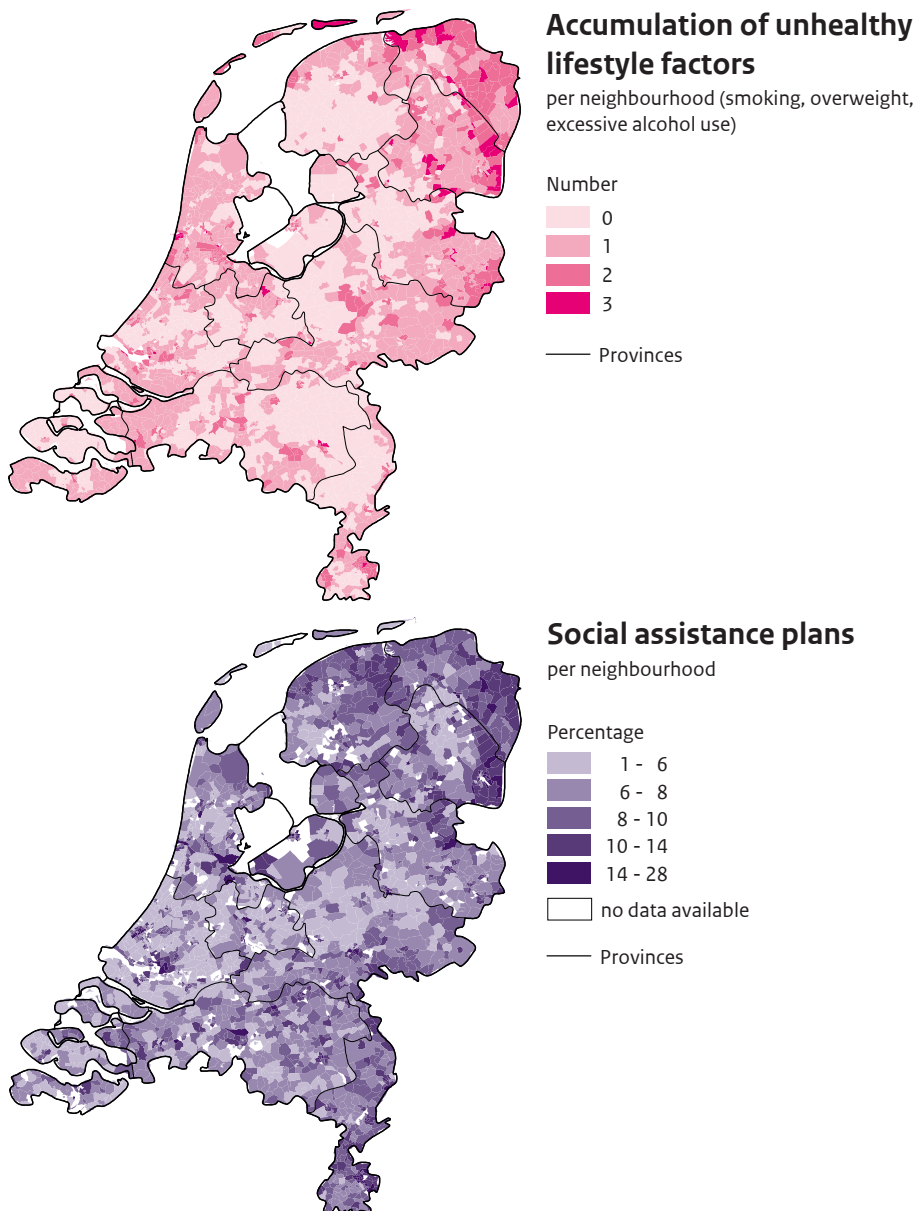 Accumulation of unhealthy
lifestyle factors
per neighbourhood (smoking, overweight,
excessive alcohol use)
Number
0
1
2
3
Provinces
Social assistance plans
per neighbourhood
Percentage
1 - 6
6 - 8
8 - 10
10 - 14
14 - 28
no data available
Provinces